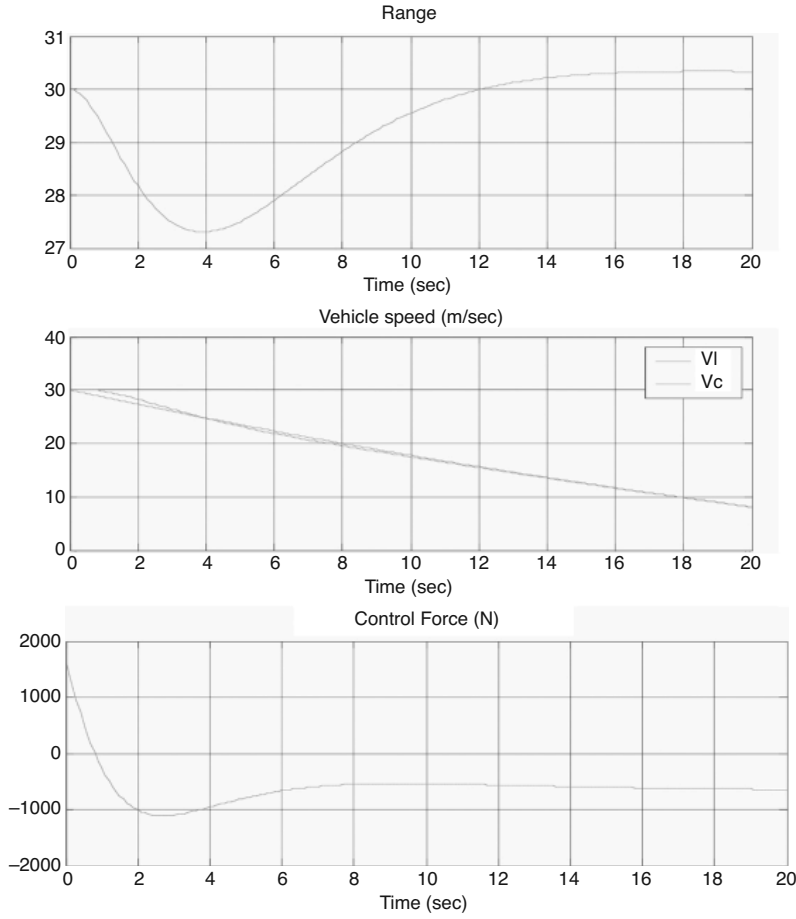 Range
31
30
29
28
27
0 2 4 6 8 10 12 14 16 18 20
Time (sec)
Vehicle speed (m/sec)
40
30
20
10
0
Vl
Vc
0 2 4 6 8 10 12 14 16 18 20
Time (sec)
Control Force (N)
2000
1000
0
–1000
–2000
0 2 4 6 8 10 12 14 16 18 20
Time (sec)